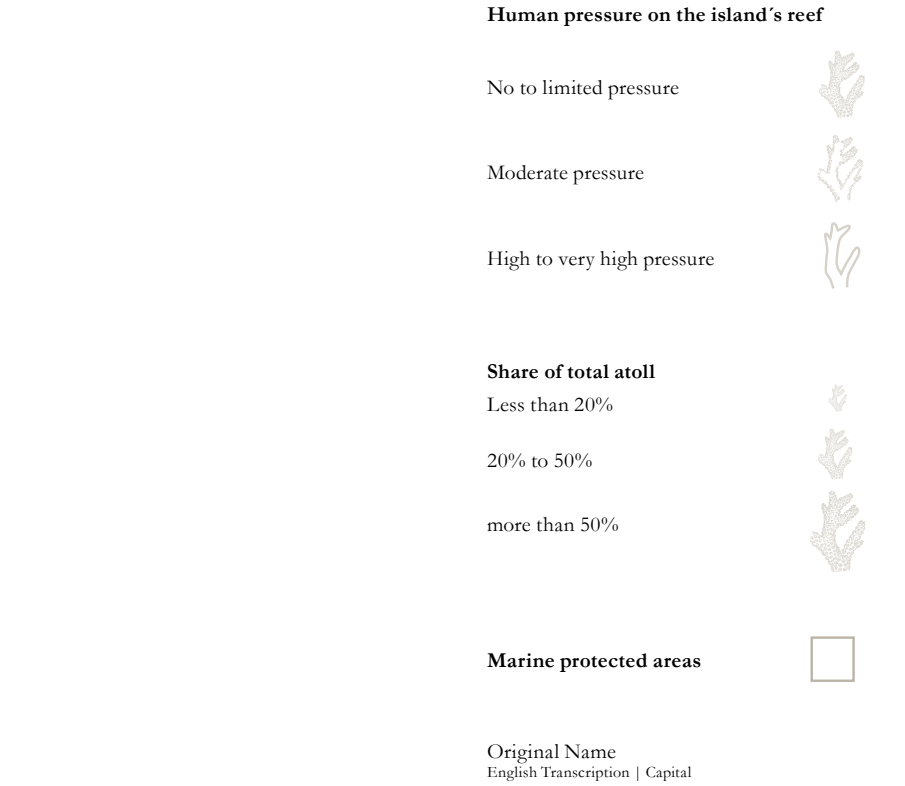 Human pressure on the island´s reef
No to limited pressure
Moderate pressure
High to very high pressure
Share of total atoll
Less than 20%
20% to 50%
more than 50%
Marine protected areas
Original Name
English Transcription | Capital